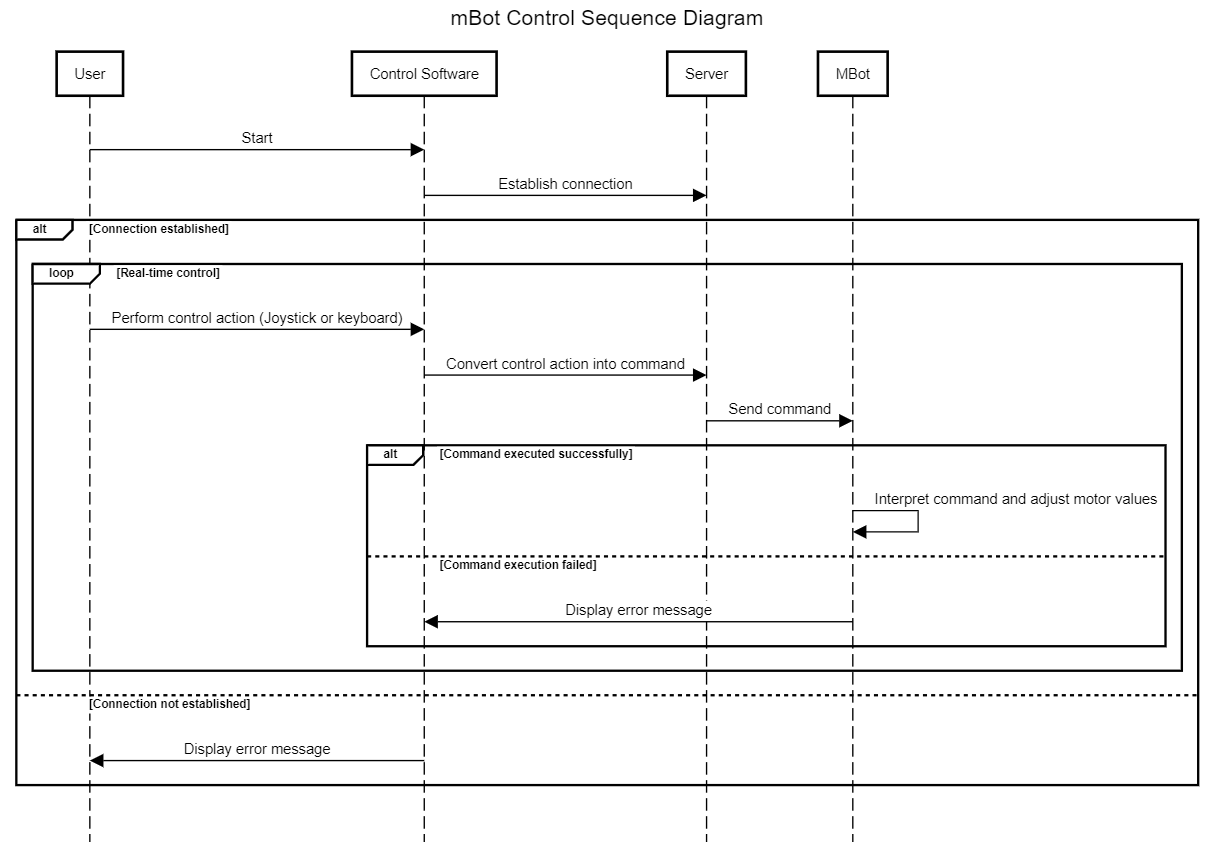 mBot Control Sequence Diagram
User
Control Software
Server
MBot
Start
Establish connection
alt [Connection established]
loop [Real-time control]
Perform control action (Joystick or keyboard)
Convert control action into command
Send command
alt [Command executed successfully]
Interpret command and adjust motor values
[Command execution failed]
Display error message
[Connection not established]
Display error message